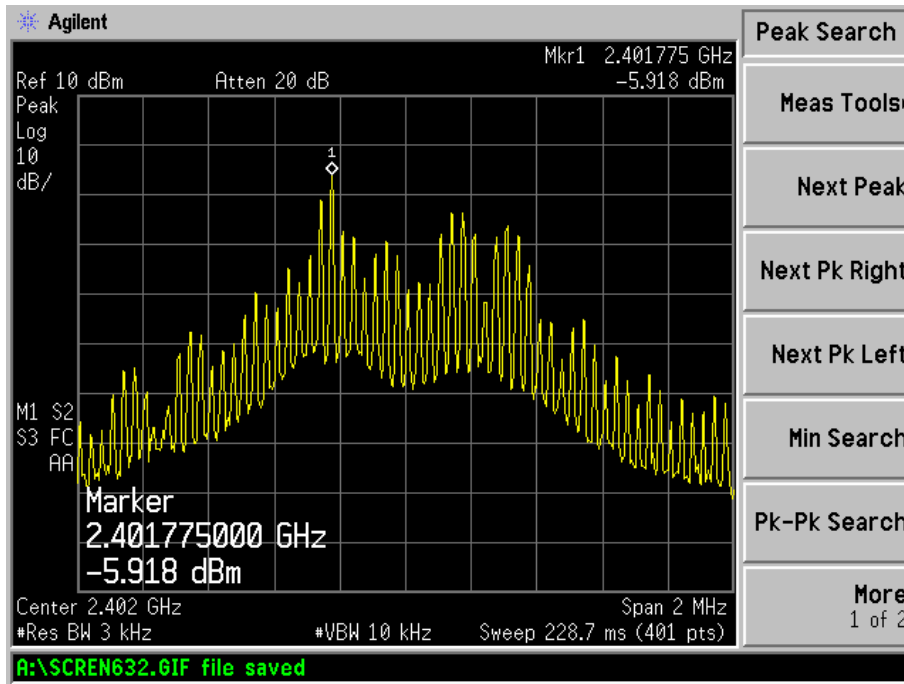 Agilent
Peak Search
Mkr1 2.401775 GHz
Ref 10 dBm Atten 20 dB −5.918 dBm
Peak
Log
10
dB/
1
Meas Tools
Next Peak
Next Pk Right
Next Pk Left
M1 S2
S3 FC
AA
Min Search
Marker
2.401775000 GHz
−5.918 dBm
Pk-Pk Search
Center 2.402 GHz Span 2 MHz
#Res BW 3 kHz #VBW 10 kHz Sweep 228.7 ms (401 pts)
More
1 of 2
A:\SCREN632.GIF file saved